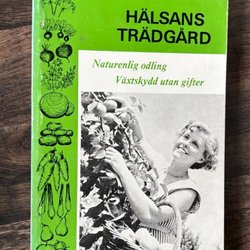 HÄLSANS
TRÄDGÅRD
Naturenlig odling
Växtskydd utan gifter